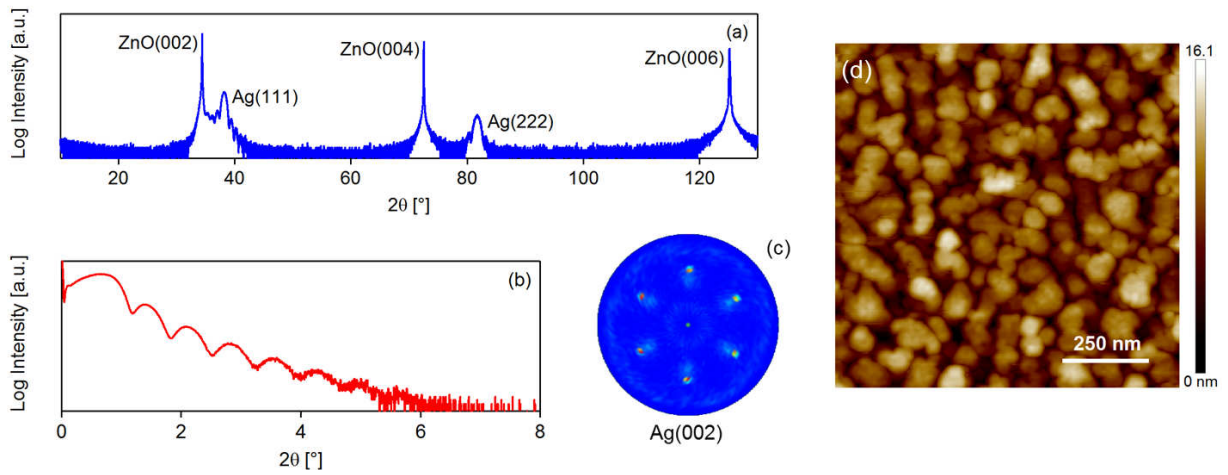 Log Intensity [a.u.]
(a)
ZnO(002)
Ag(111)
ZnO(004)
Ag(222)
ZnO(006)
20 40 60 80 100 120
2θ [°]
Log Intensity [a.u.]
(b)
0 2 4 6 8
2θ [°]
(c)
Ag(002)
(d)
250 nm
16.1
0 nm